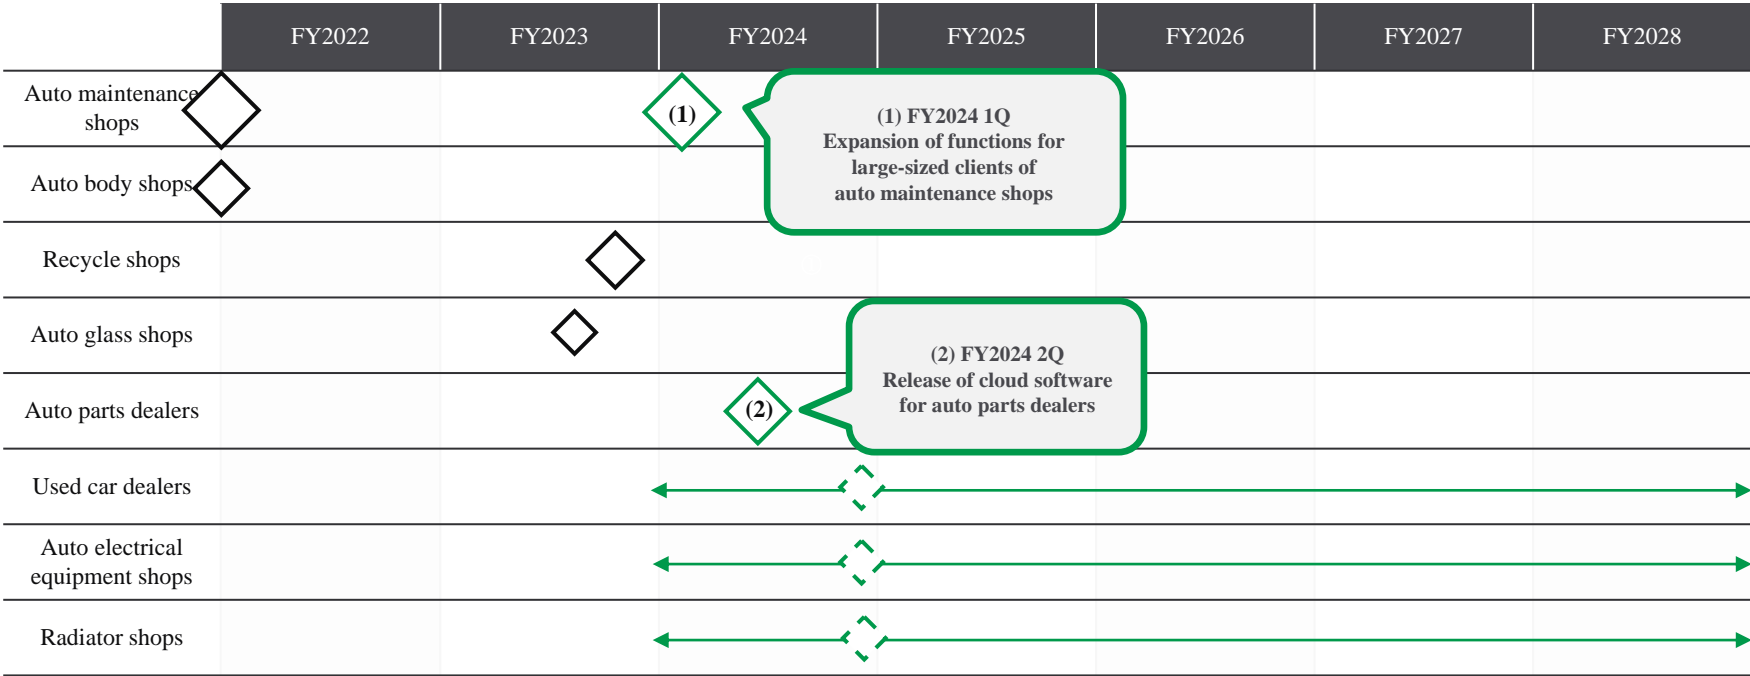 FY2022 FY2023 FY2024 FY2025 FY2026 FY2027 FY2028
Auto maintenance
shops
(1)
(1) FY2024 1Q
Expansion of functions for
large-sized clients of
auto maintenance shops
Auto body shops
Recycle shops
Auto glass shops
(2) FY2024 2Q
Release of cloud software
for auto parts dealers
Auto parts dealers
(2)
Used car dealers
Auto electrical
equipment shops
Radiator shops